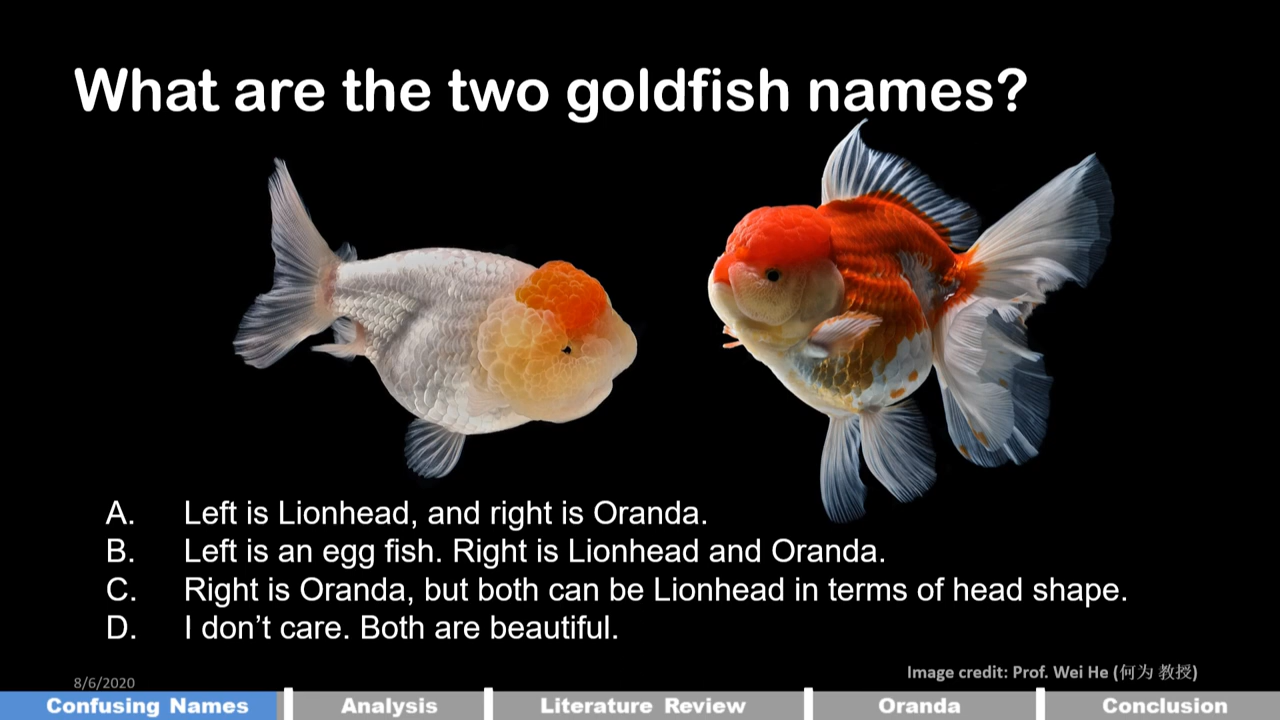 What are the two goldfish names?
A. Left is Lionhead, and right is Oranda.
B. Left is an egg fish. Right is Lionhead and Oranda.
C. Right is Oranda, but both can be Lionhead in terms of head shape.
D. I don’t care. Both are beautiful.
Image credit: Prof. Wei He (何为 教授)
8/6/2020
Confusing Names Analysis Literature Review Oranda Conclusion